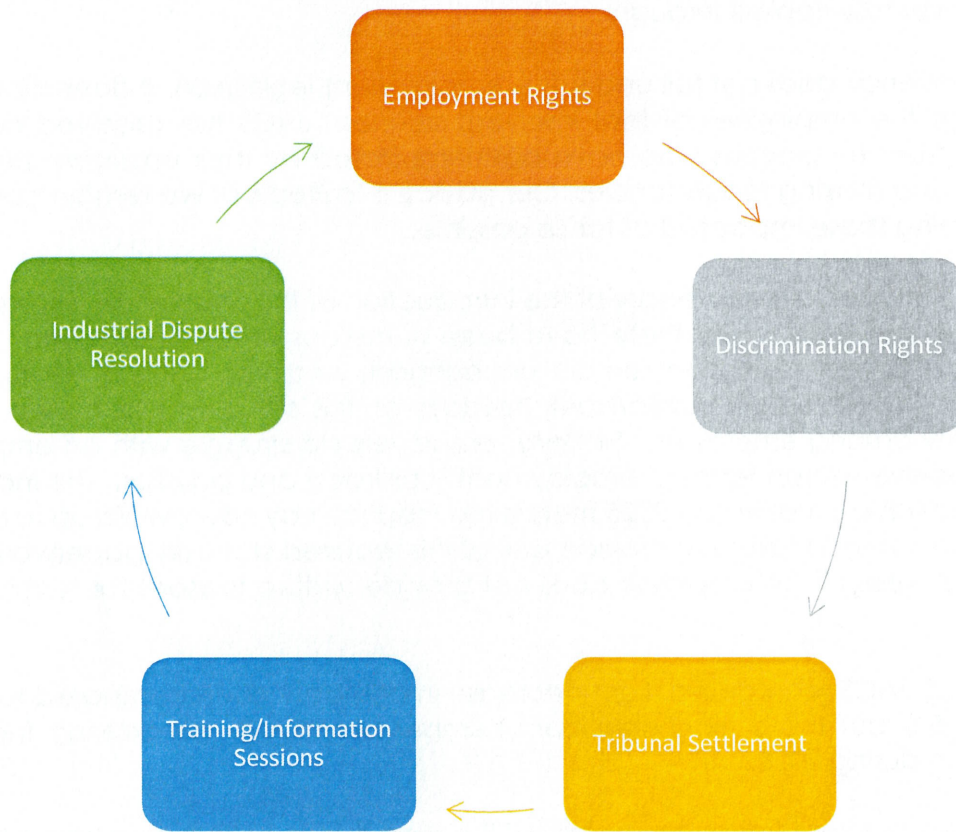 Employment Rights
Discrimination Rights
Tribunal Settlement
Training/Information
Sessions
Industrial Dispute
Resolution